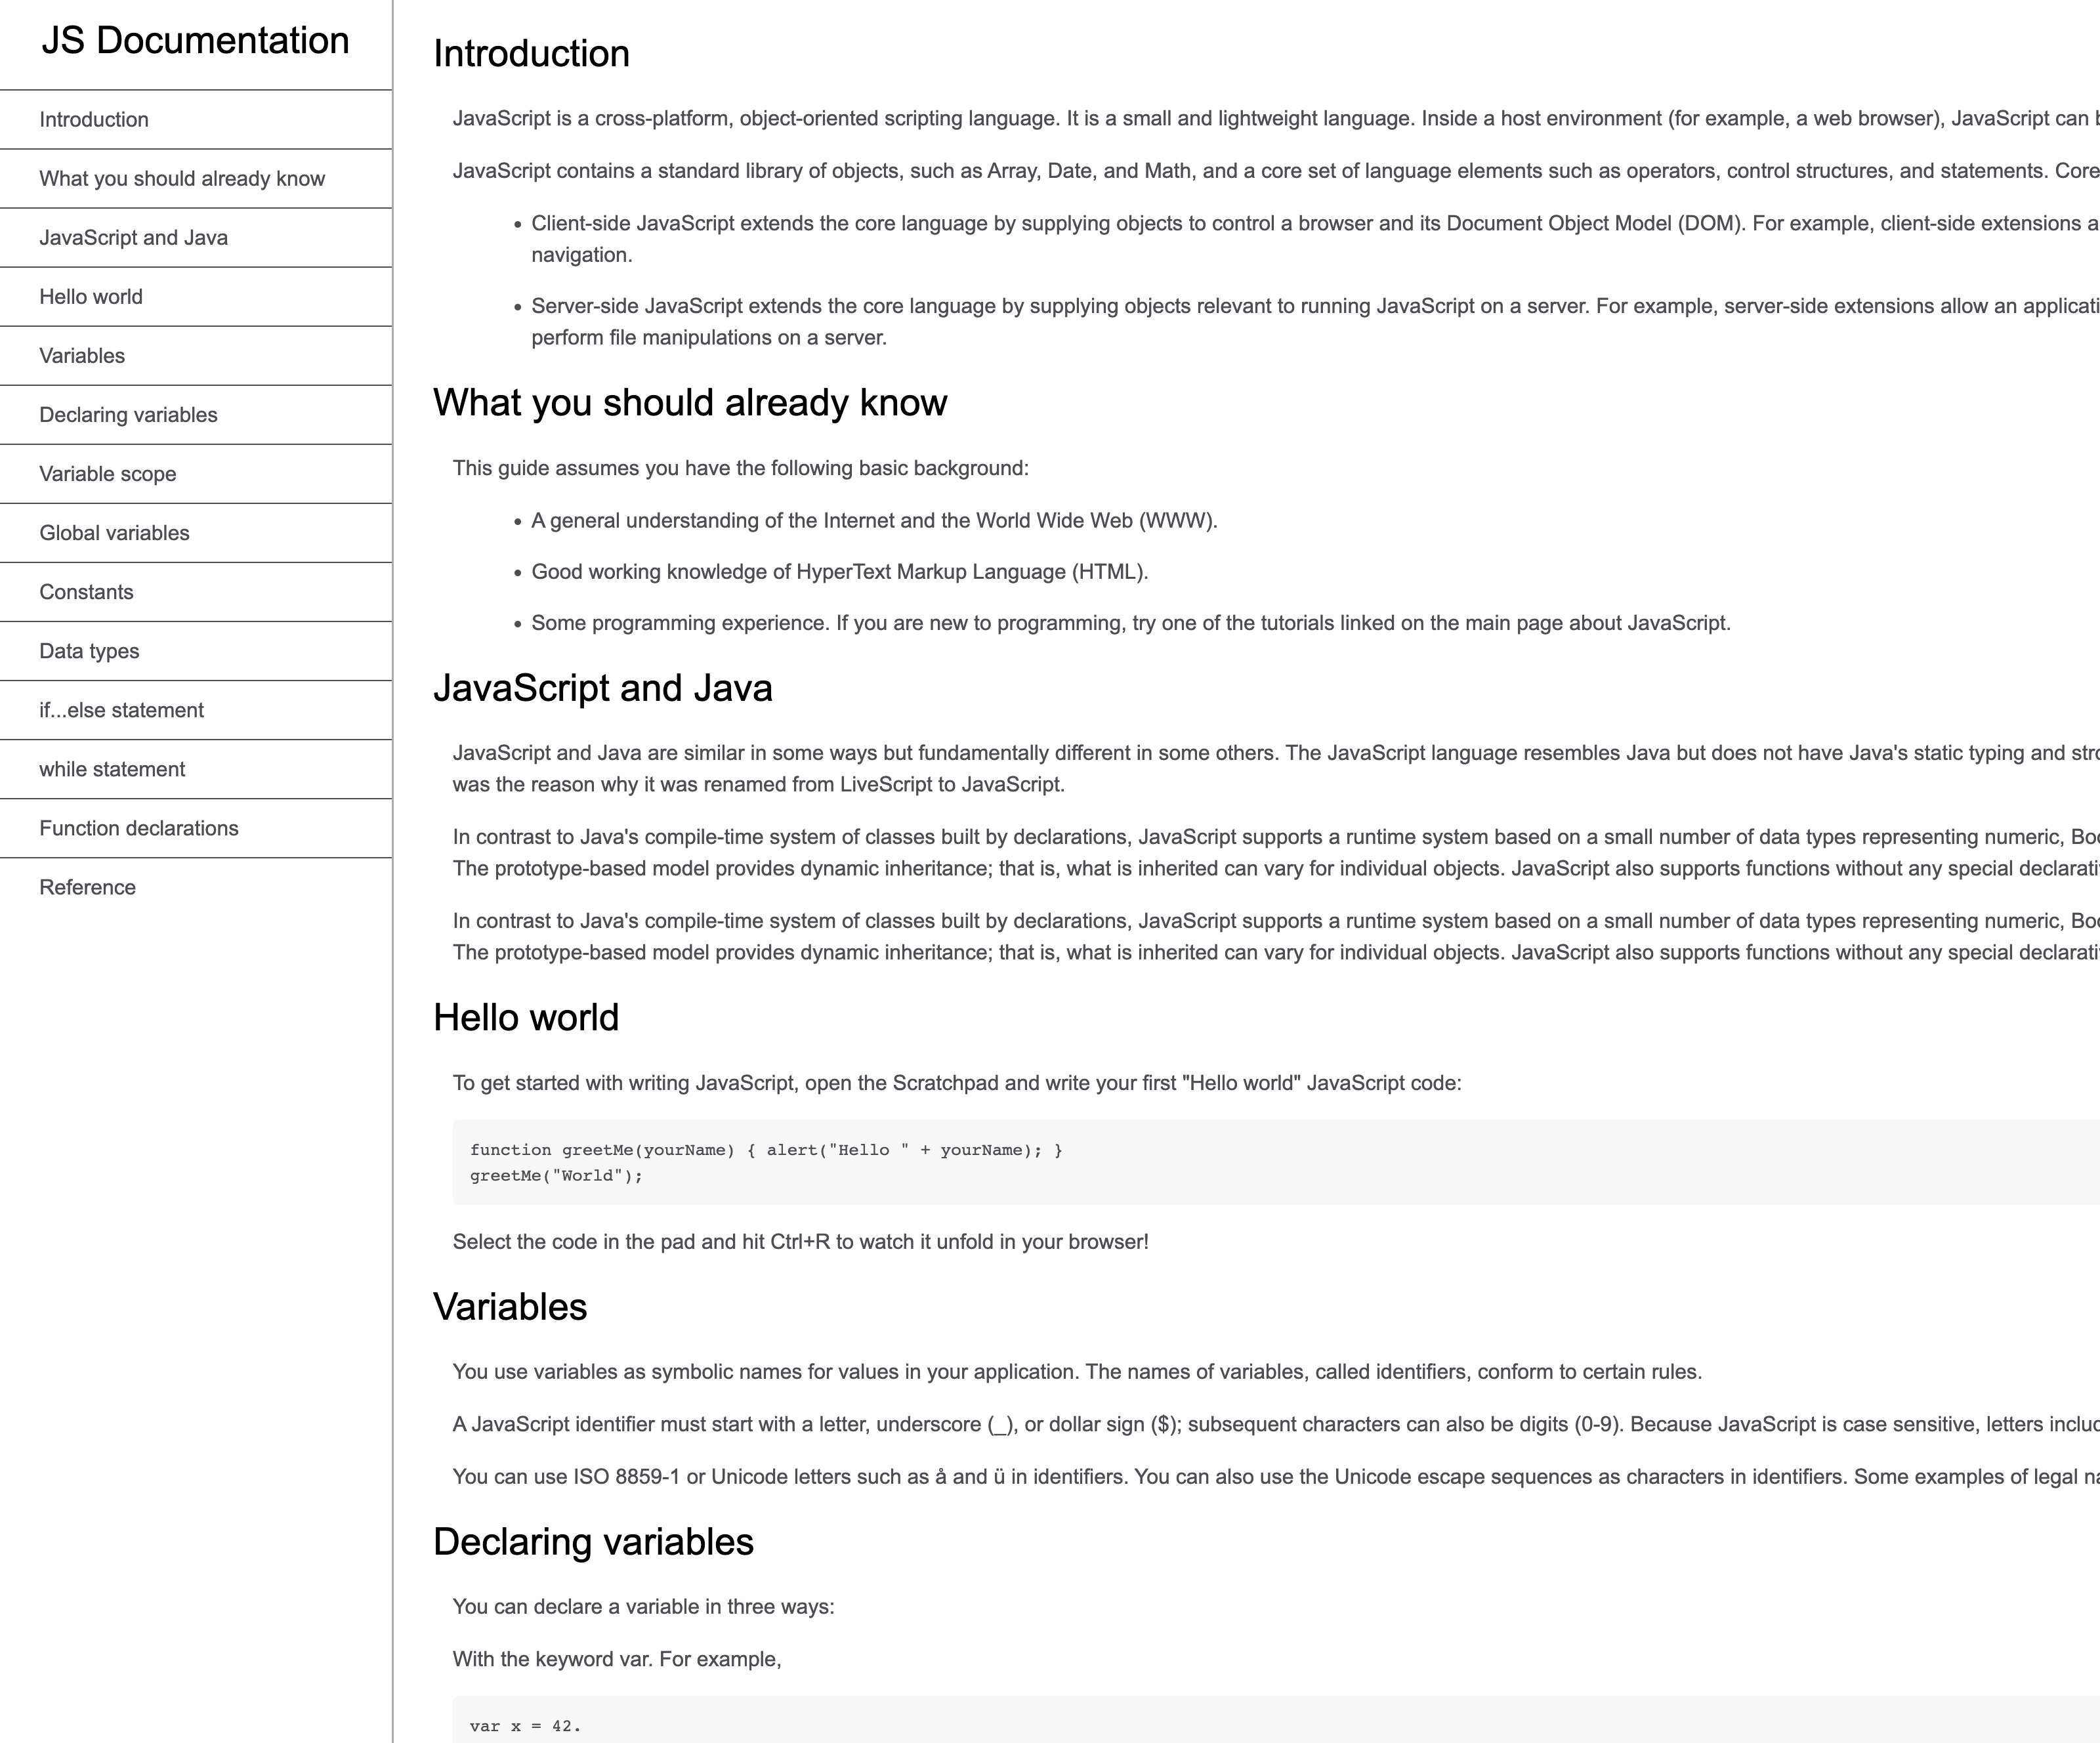 JS Documentation
Introduction
What you should already know
JavaScript and Java
Hello world
Variables
Declaring variables
Variable scope
Global variables
Constants
Data types
if...else statement
while statement
Function declarations
Reference
Introduction
JavaScript is a cross-platform, object-oriented scripting language. It is a small and lightweight language. Inside a host environment (for example, a web browser), JavaScript can
JavaScript contains a standard library of objects, such as Array, Date, and Math, and a core set of language elements such as operators, control structures, and statements. Core
• Client-side JavaScript extends the core language by supplying objects to control a browser and its Document Object Model (DOM). For example, client-side extensions
navigation.
• Server-side JavaScript extends the core language by supplying objects relevant to running JavaScript on a server. For example, server-side extensions allow an
perform file manipulations on a server.
What you should already know
This guide assumes you have the following basic background:
• A general understanding of the Internet and the World Wide Web (WWW).
• Good working knowledge of HyperText Markup Language (HTML).
• Some programming experience. If you are new to programming, try one of the tutorials linked on the main page about JavaScript.
JavaScript and Java
JavaScript and Java are similar in some ways but fundamentally different in some others. The JavaScript language resembles Java but does not have Java's static typing and
was the reason why it was renamed from LiveScript to JavaScript.
In contrast to Java's compile-time system of classes built by declarations, JavaScript supports a runtime system based on a small number of data types representing numeric,
The prototype-based model provides dynamic inheritance; that is, what is inherited can vary for individual objects. JavaScript also supports functions without any special
In contrast to Java's compile-time system of classes built by declarations, JavaScript supports a runtime system based on a small number of data types representing numeric,
The prototype-based model provides dynamic inheritance; that is, what is inherited can vary for individual objects. JavaScript also supports functions without any special
Hello world
To get started with writing JavaScript, open the Scratchpad and write your first "Hello world" JavaScript code:
function greetMe(yourName) { alert("Hello " + yourName); }
greetMe("World");
Select the code in the pad and hit Ctrl+R to watch it unfold in your browser!
Variables
You use variables as symbolic names for values in your application. The names of variables, called identifiers, conform to certain rules.
A JavaScript identifier must start with a letter, underscore (_), or dollar sign ($); subsequent characters can also be digits (0-9). Because JavaScript is case sensitive, letters
You can use ISO 8859-1 or Unicode letters such as å and ü in identifiers. You can also use the Unicode escape sequences as characters in identifiers. Some examples of legal
Declaring variables
You can declare a variable in three ways:
With the keyword var. For example,
var x = 42.